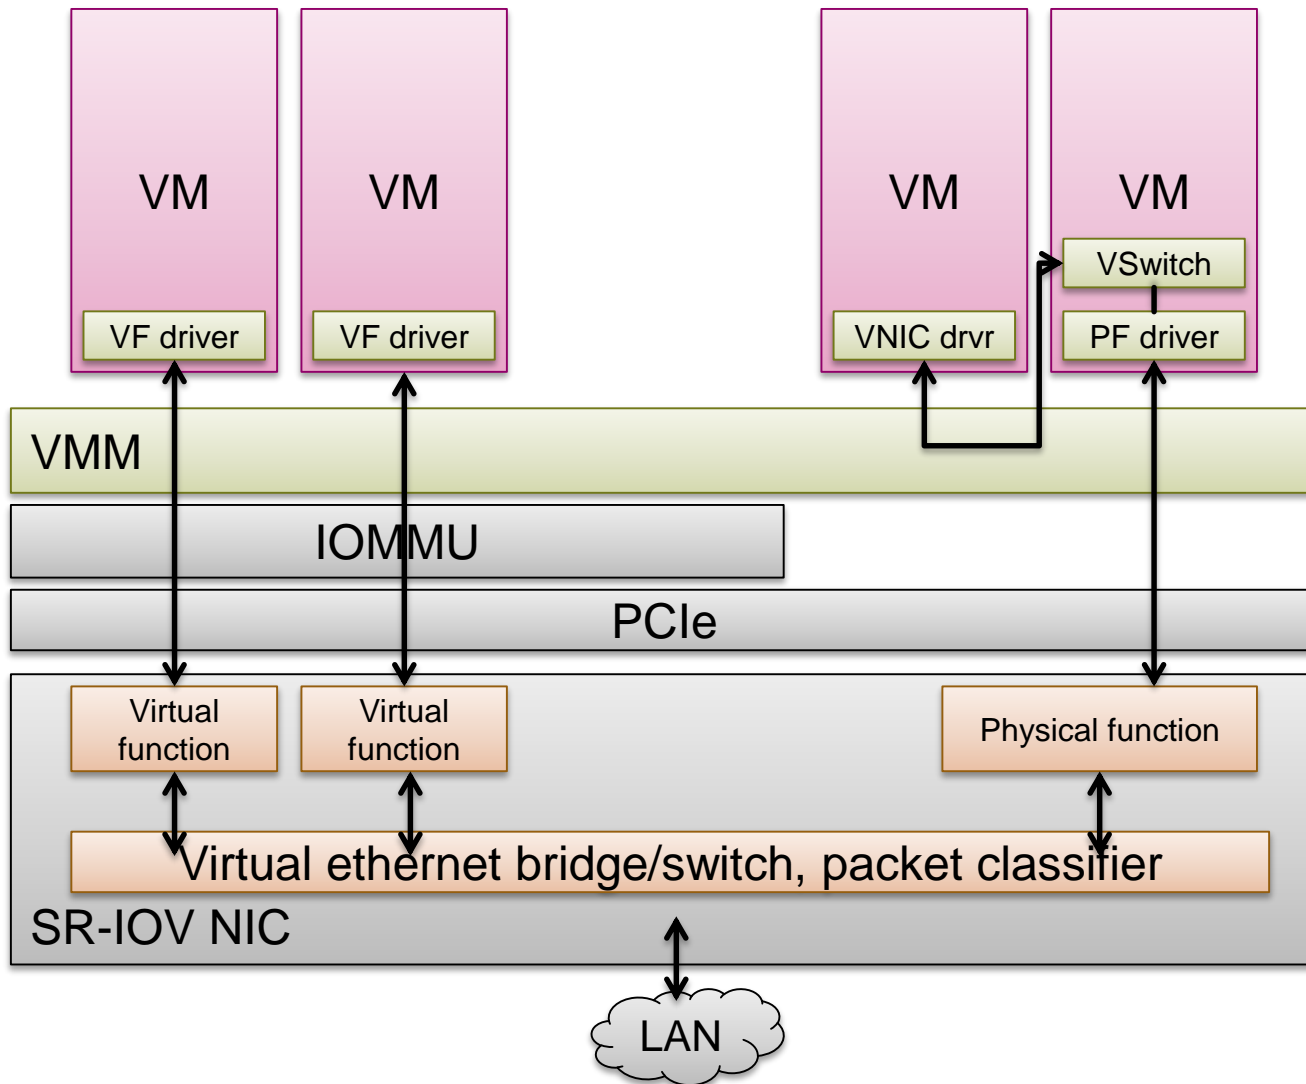 VM
VM
VM
VM
VSwitch
VF driver
VF driver
VNIC drvr
PF driver
VMM
IOMMU
PCIe
Virtual
function
Virtual
function
Physical function
Virtual ethernet bridge/switch, packet classifier
SR-IOV NIC
LAN